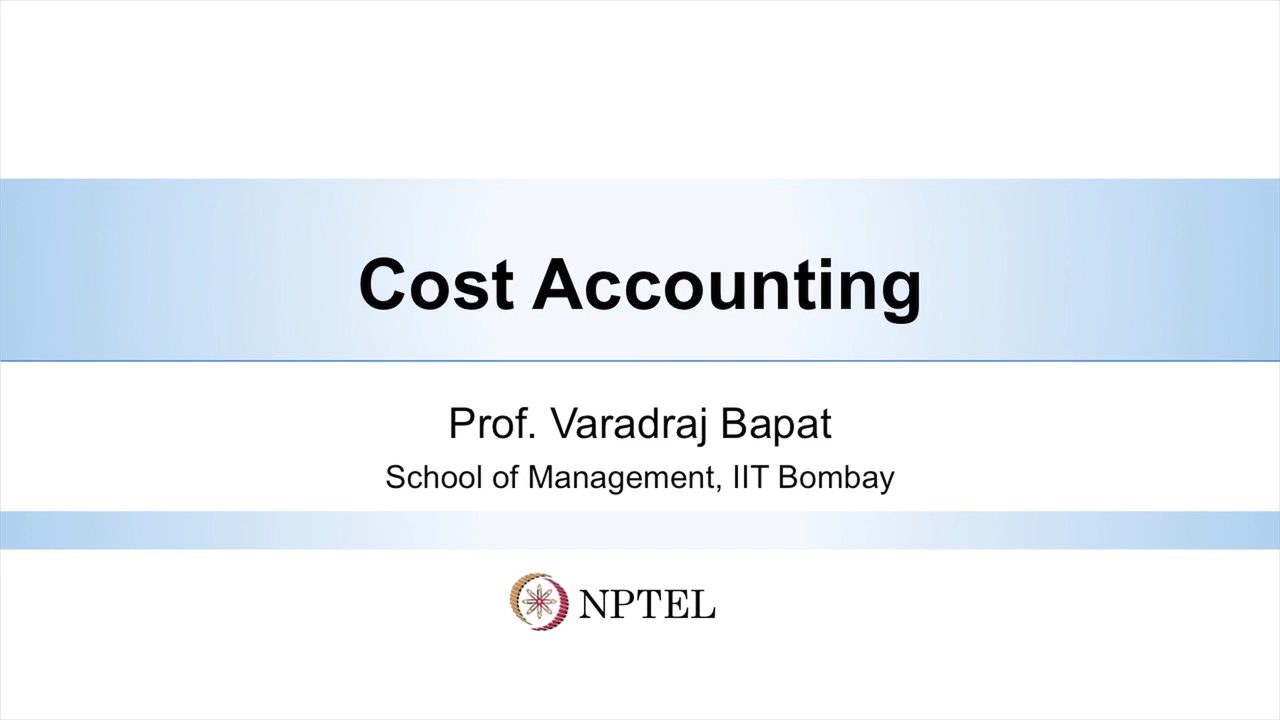 Cost Accounting
Prof. Varadraj Bapat
School of Management, IIT Bombay
NPTEL